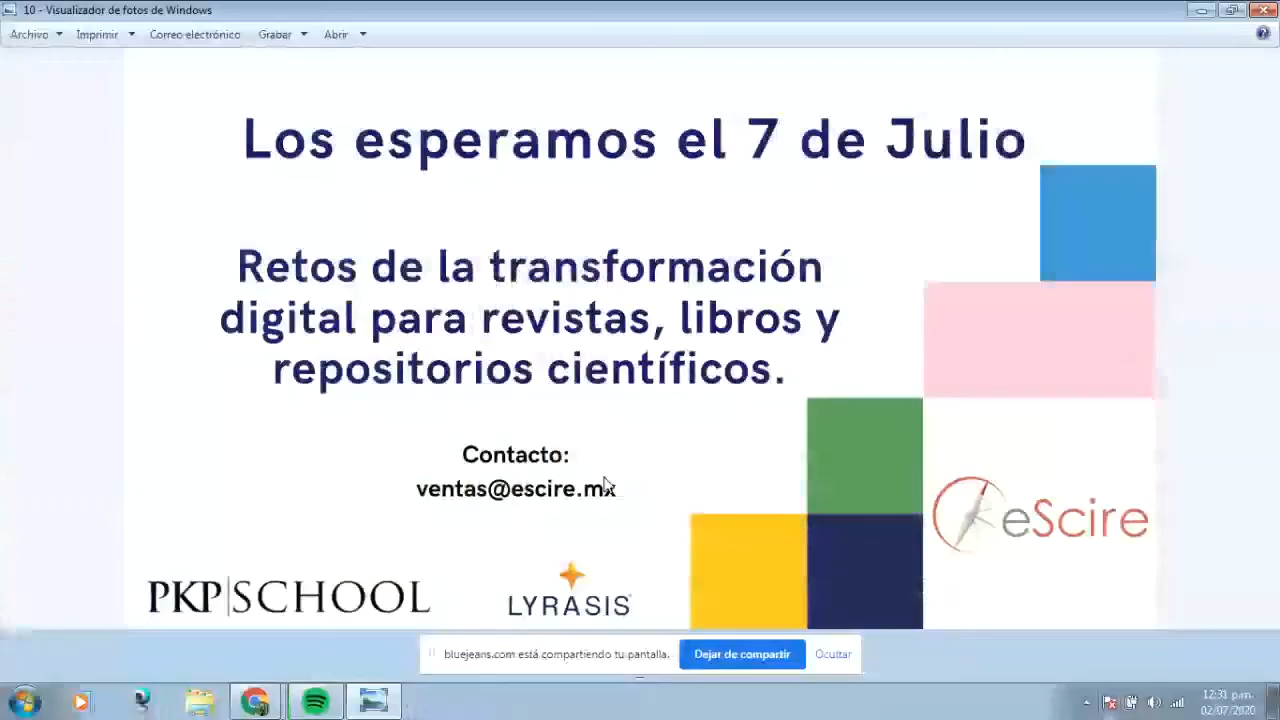 10 - Visualizador de fotos de Windows
Archivo Imprimir Correo electrónico Grabar Abrir
Los esperamos el 7 de Julio
Retos de la transformación
digital para revistas, libros y
repositorios científicos.
Contacto:
ventas@escire.mx
eScire
PKP|SCHOOL
LYRASIS
bluejeans.com está compartiendo tu pantalla. Dejar de compartir Ocultar
12:31 p.m.
02/07/2020